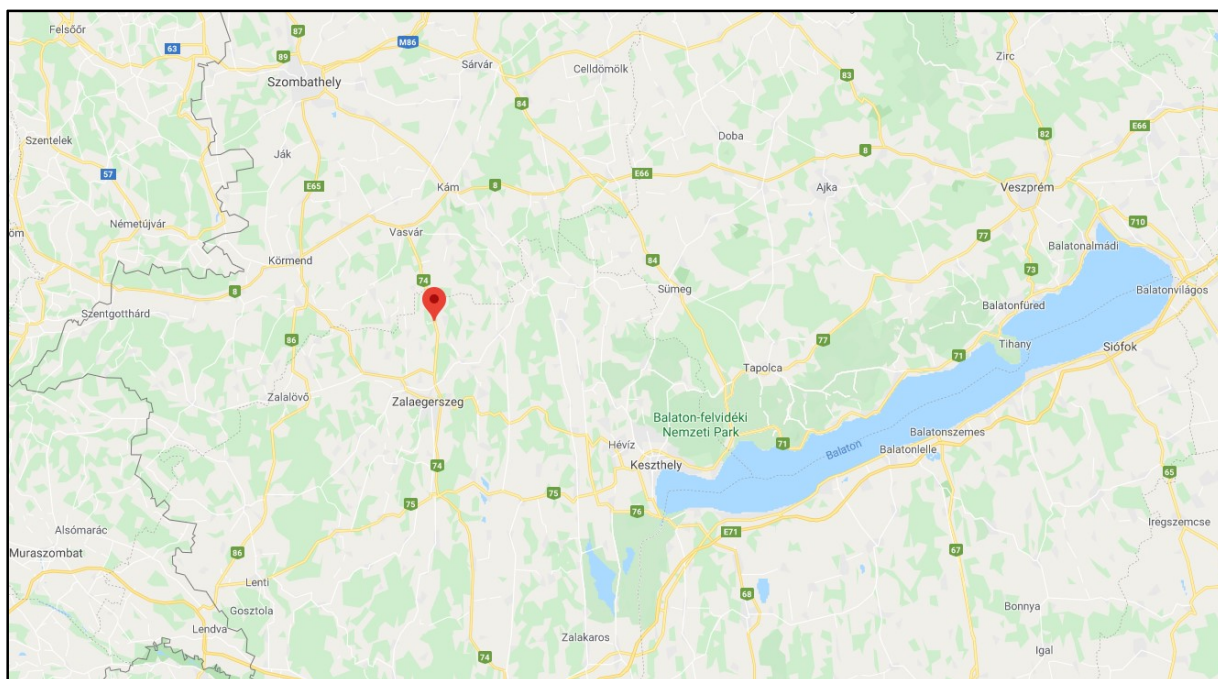 Felsőőr
87
63
M86
89
Szombathely
Sárvár
Celldömölk
Zirc
83
84
82
E66
Doba
Szentelek
Ják
8
57
E65
Kám
8
E66
Ajka
Veszprém
Németújvár
Vasvár
710
Balatonalmádi
77
Körmend
84
73
8
74
Sümeg
Balatonfüred
Balatonvilágos
Szentgotthárd
86
77
Tihany
Siófok
71
Tapolca
Zalalövő
Zalaegerszeg
Balaton-felvidéki
Nemzeti Park
Hévíz
71
Balaton
Balatonszemes
Balatonlelle
Keszthely
74
65
75
75
76
Iregszemcse
Alsómarác
E71
Muraszombat
86
67
Lenti
68
Gosztola
Bonnya
Lendva
Zalakaros
Igal
74